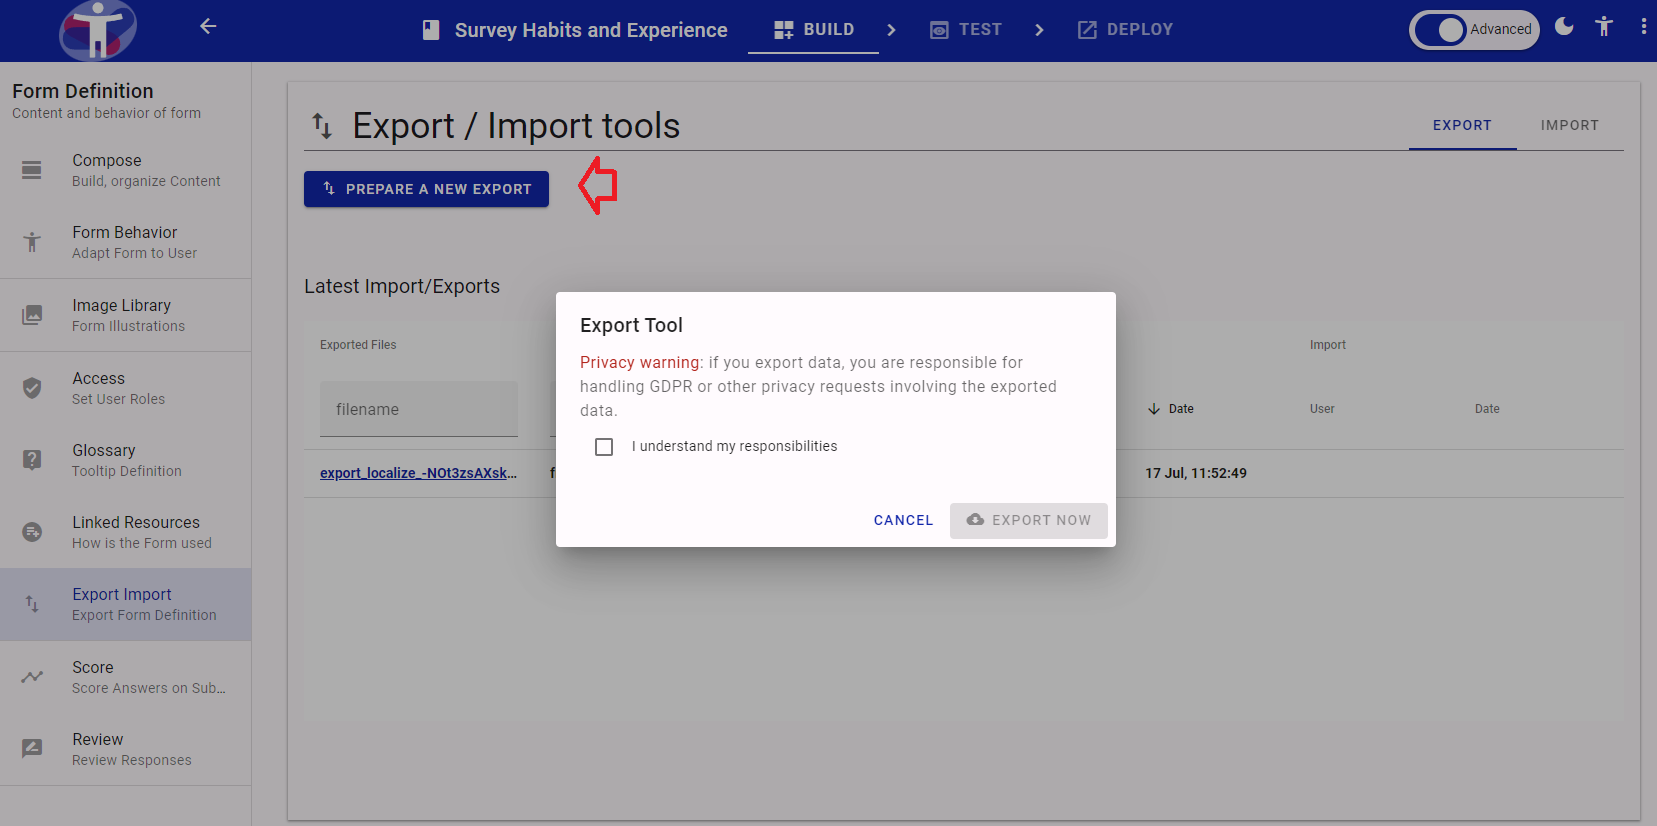 Survey Habits and Experience
BUILD
TEST
DEPLOY
Advanced
Form Definition
Content and behavior of form
Compose
Build, organize Content
Form Behavior
Adapt Form to User
Image Library
Form Illustrations
Access
Set User Roles
Glossary
Tooltip Definition
Linked Resources
How is the Form used
Export Import
Export Form Definition
Score
Score Answers on Sub...
Review
Review Responses
Export / Import tools
EXPORT
IMPORT
PREPARE A NEW EXPORT
Latest Import/Exports
Exported Files
Import
filename
Date
User
Date
export_localize_-NOt3zsAXsk...
17 Jul, 11:52:49
Export Tool
Privacy warning: if you export data, you are responsible for
handling GDPR or other privacy requests involving the exported
data.
I understand my responsibilities
CANCEL
EXPORT NOW